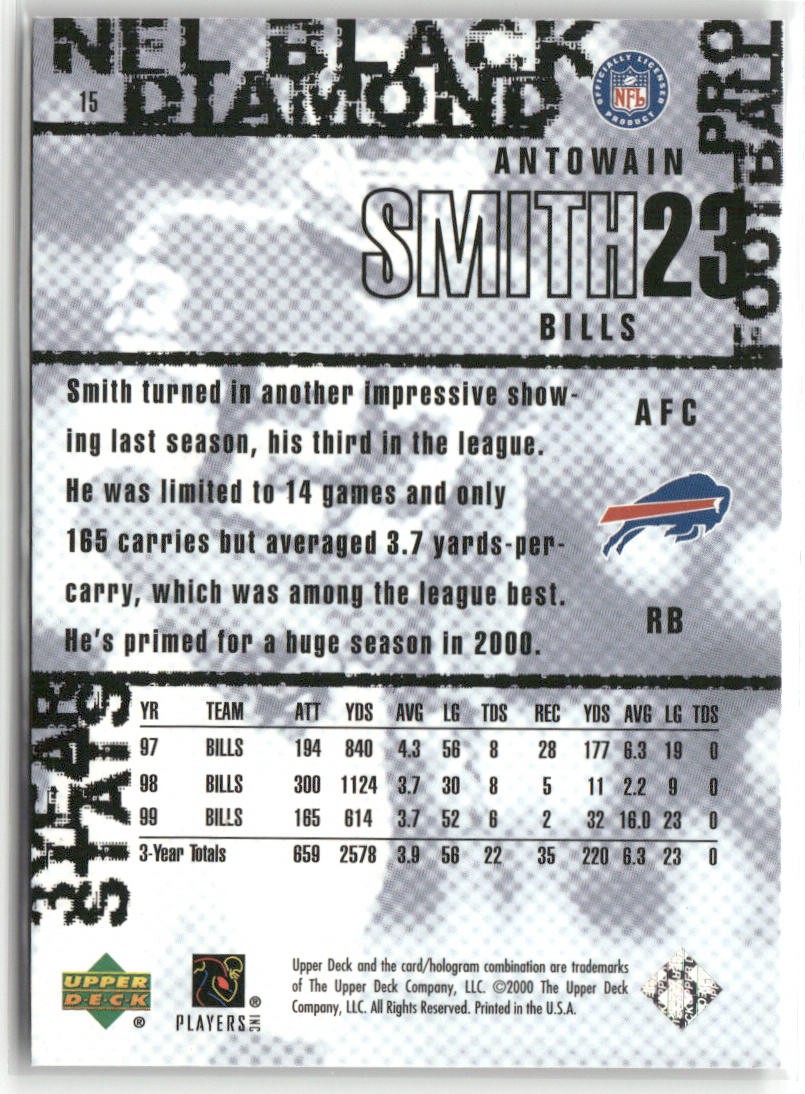 NFL BLACK
DIAMOND
PRO
FOOTBALL
15
OFFICIALLY LICENSED
NFL
PRODUCT
ANTOWAIN
SMITH 23
BILLS
Smith turned in another impressive show-
ing last season, his third in the league.
He was limited to 14 games and only
165 carries but averaged 3.7 yards-per-
carry, which was among the league best.
He's primed for a huge season in 2000.
AFC
RB
3-YEAR
STATS
YR TEAM ATT YDS AVG LG TDS REC YDS AVG LG TDS
97 BILLS 194 840 4.3 56 8 28 177 6.3 19 0
98 BILLS 300 1124 3.7 30 8 5 11 2.2 9 0
99 BILLS 165 614 3.7 52 6 2 32 16.0 23 0
3-Year Totals 659 2578 3.9 56 22 35 220 6.3 23 0
UPPER
DECK
®
PLAYERS INC ®
Upper Deck and the card/hologram combination are trademarks
of The Upper Deck Company, LLC. ©2000 The Upper Deck
Company, LLC. All Rights Reserved. Printed in the U.S.A.